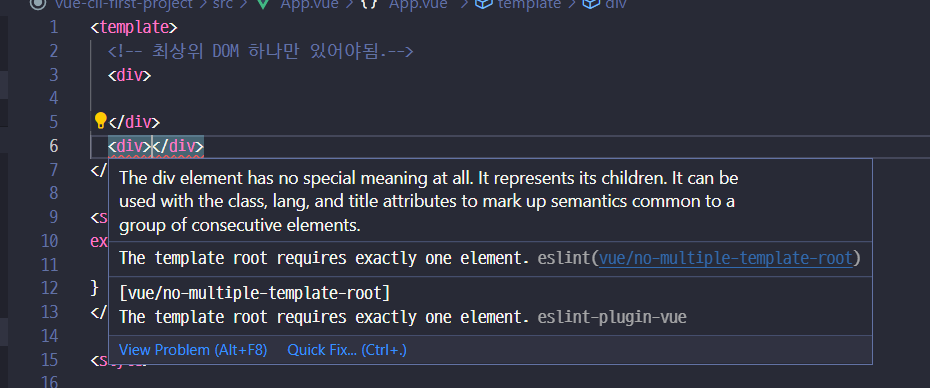 vue-cli-first-project > src > App.vue > {} App.vue > template > div
1 <template>
2 <!-- 최상위 DOM 하나만 있어야됨.-->
3 <div>
4
5 </div>
6 <div></div>
7 </
The div element has no special meaning at all. It represents its children. It can be
8 used with the class, lang, and title attributes to mark up semantics common to a
9 <s
group of consecutive elements.
10 ex
The template root requires exactly one element. eslint(vue/no-multiple-template-root)
11
[vue/no-multiple-template-root]
12 }
The template root requires exactly one element. eslint-plugin-vue
13 </
14
View Problem (Alt+F8) Quick Fix... (Ctrl+.)
15 <style>
16